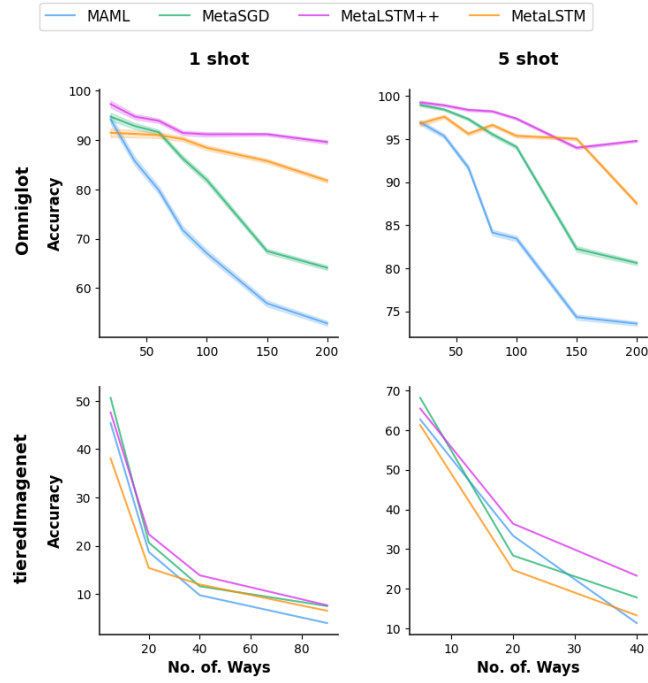 MAML MetaSGD MetaLSTM++ MetaLSTM
1 shot 5 shot
Omniglot
Accuracy
100
90
80
70
60
50 100 150 200
100
95
90
85
80
75
50 100 150 200
tieredImagenet
Accuracy
50
40
30
20
10
20 40 60 80
No. of. Ways
70
60
50
40
30
20
10
10 20 30 40
No. of. Ways